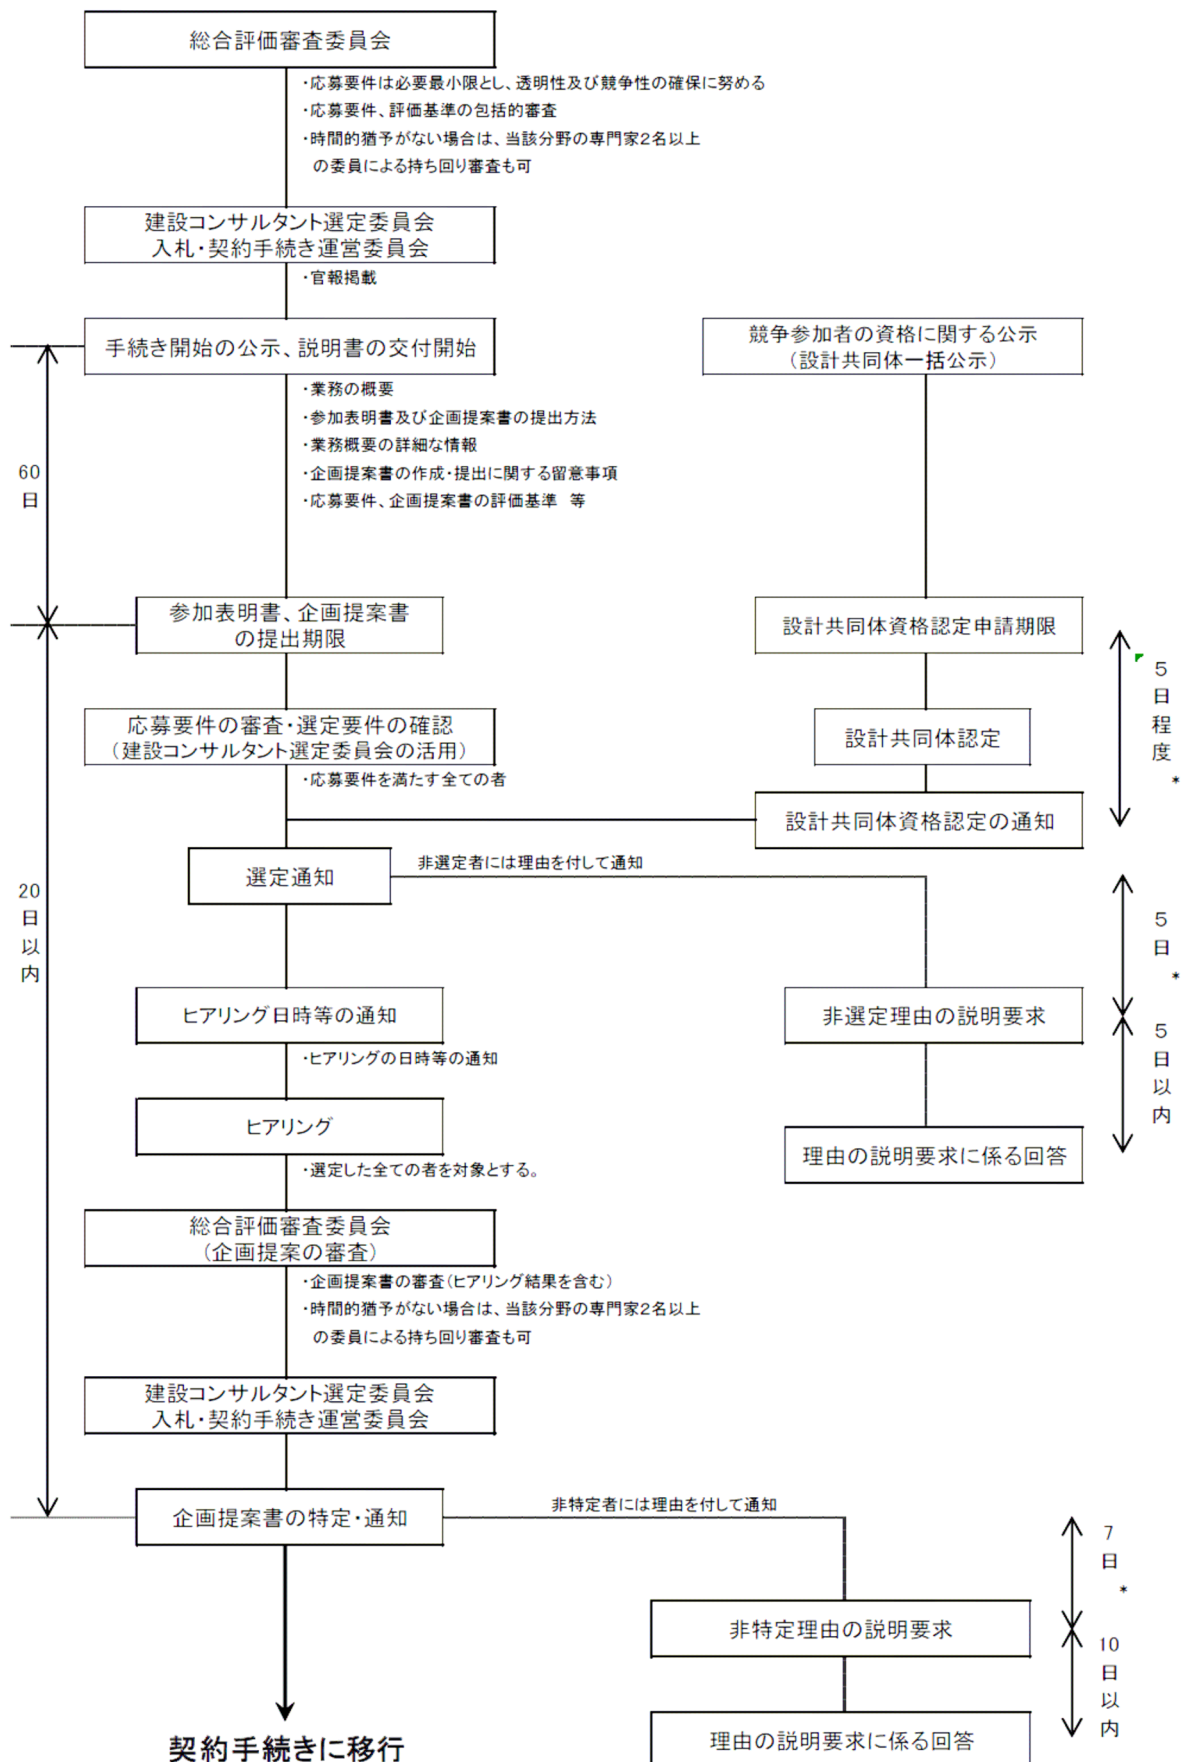 総合評価審査委員会
・応募要件は必要最小限とし、透明性及び競争性の確保に努める
・応募要件、評価基準の包括的審査
・時間的猶予がない場合は、当該分野の専門家2名以上
の委員による持ち回り審査も可
建設コンサルタント選定委員会
入札・契約手続き運営委員会
・官報掲載
手続き開始の公示、説明書の交付開始
競争参加者の資格に関する公示
（設計共同体一括公示）
・業務の概要
・参加表明書及び企画提案書の提出方法
・業務概要の詳細な情報
・企画提案書の作成・提出に関する留意事項
・応募要件、企画提案書の評価基準　等
60
日
参加表明書、企画提案書
の提出期限
設計共同体資格認定申請期限
5
日
程
度
*
応募要件の審査・選定要件の確認
（建設コンサルタント選定委員会の活用）
設計共同体認定
・応募要件を満たす全ての者
設計共同体資格認定の通知
選定通知
非選定者には理由を付して通知
20
日
以
内
5
日
*
ヒアリング日時等の通知
非選定理由の説明要求
・ヒアリングの日時等の通知
5
日
以
内
ヒアリング
理由の説明要求に係る回答
・選定した全ての者を対象とする。
総合評価審査委員会
（企画提案の審査）
・企画提案書の審査(ヒアリング結果を含む)
・時間的猶予がない場合は、当該分野の専門家2名以上
の委員による持ち回り審査も可
建設コンサルタント選定委員会
入札・契約手続き運営委員会
企画提案書の特定・通知
非特定者には理由を付して通知
7
日
*
非特定理由の説明要求
10
日
以
内
理由の説明要求に係る回答
契約手続きに移行